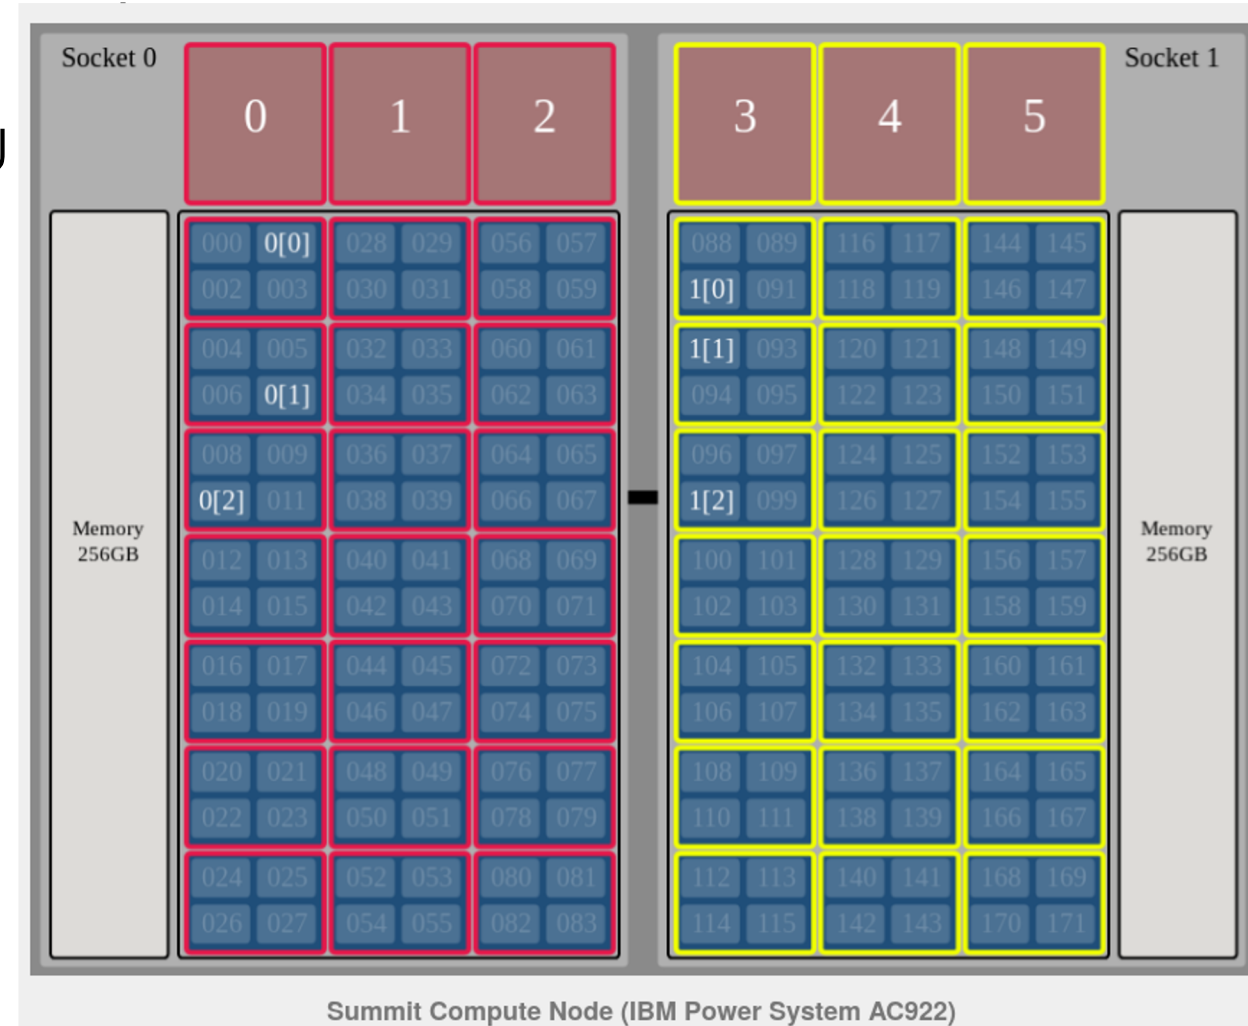 Socket 0
0 1 2
3 4 5
Socket 1
000 0[0] 028 029 056 057
088 089 116 117 144 145
002 003 030 031 058 059
1[0] 091 118 119 146 147
004 005 032 033 060 061
1[1] 093 120 121 148 149
006 0[1] 034 035 062 063
094 095 122 123 150 151
008 009 036 037 064 065
096 097 124 125 152 153
0[2] 011 038 039 066 067
1[2] 099 126 127 154 155
Memory
256GB
Memory
256GB
012 013 040 041 068 069
100 101 128 129 156 157
014 015 042 043 070 071
102 103 130 131 158 159
016 017 044 045 072 073
104 105 132 133 160 161
018 019 046 047 074 075
106 107 134 135 162 163
020 021 048 049 076 077
108 109 136 137 164 165
022 023 050 051 078 079
110 111 138 139 166 167
024 025 052 053 080 081
112 113 140 141 168 169
026 027 054 055 082 083
114 115 142 143 170 171
Summit Compute Node (IBM Power System AC922)